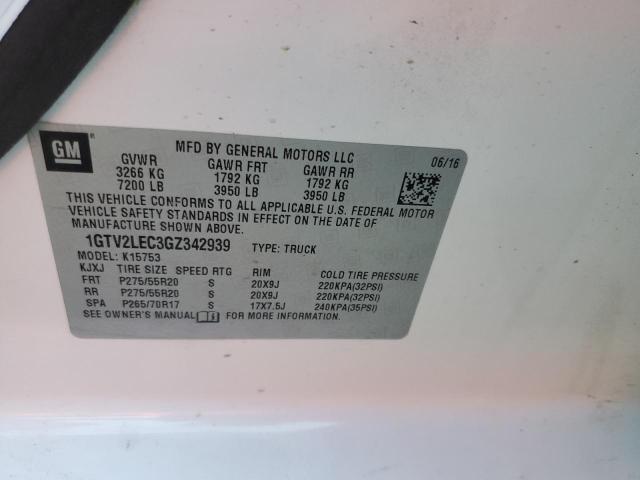 GM ®
MFD BY GENERAL MOTORS LLC 06/16
GVWR GAWR FRT GAWR RR
3266 KG 1792 KG 1792 KG
7200 LB 3950 LB 3950 LB
THIS VEHICLE CONFORMS TO ALL APPLICABLE U.S. FEDERAL MOTOR
VEHICLE SAFETY STANDARDS IN EFFECT ON THE DATE OF
MANUFACTURE SHOWN ABOVE.
1GTV2LEC3GZ342939 TYPE: TRUCK
MODEL: K15753
KJXJ TIRE SIZE SPEED RTG RIM COLD TIRE PRESSURE
FRT P275/55R20 S 20X9J 220KPA(32PSI)
RR P275/55R20 S 20X9J 220KPA(32PSI)
SPA P265/70R17 S 17X7.5J 240KPA(35PSI)
SEE OWNER'S MANUAL FOR MORE INFORMATION.